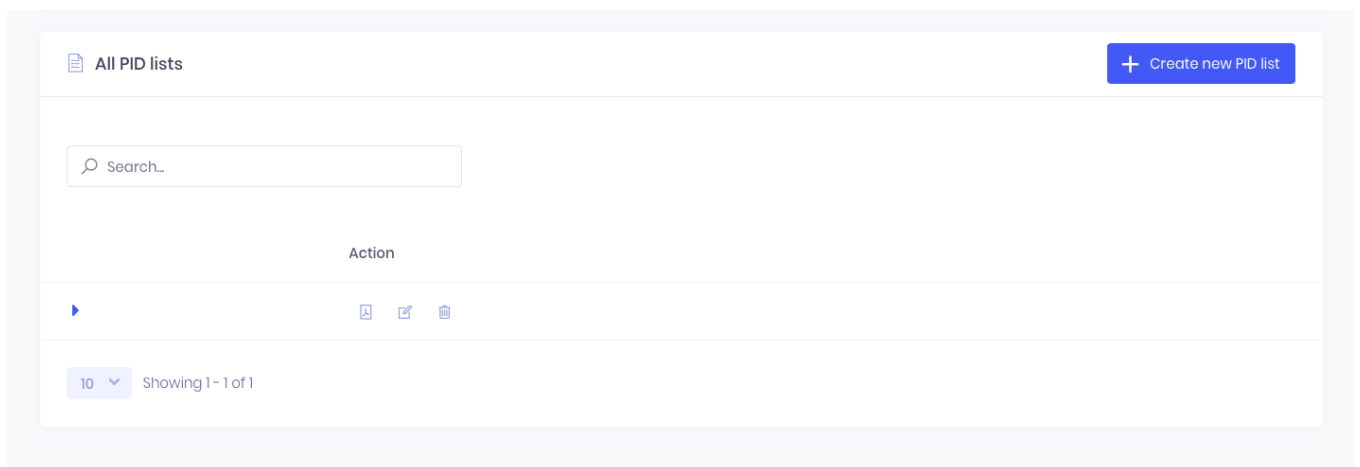 All PID lists
Create new PID list
Search...
Action
10
Showing 1 - 1 of 1